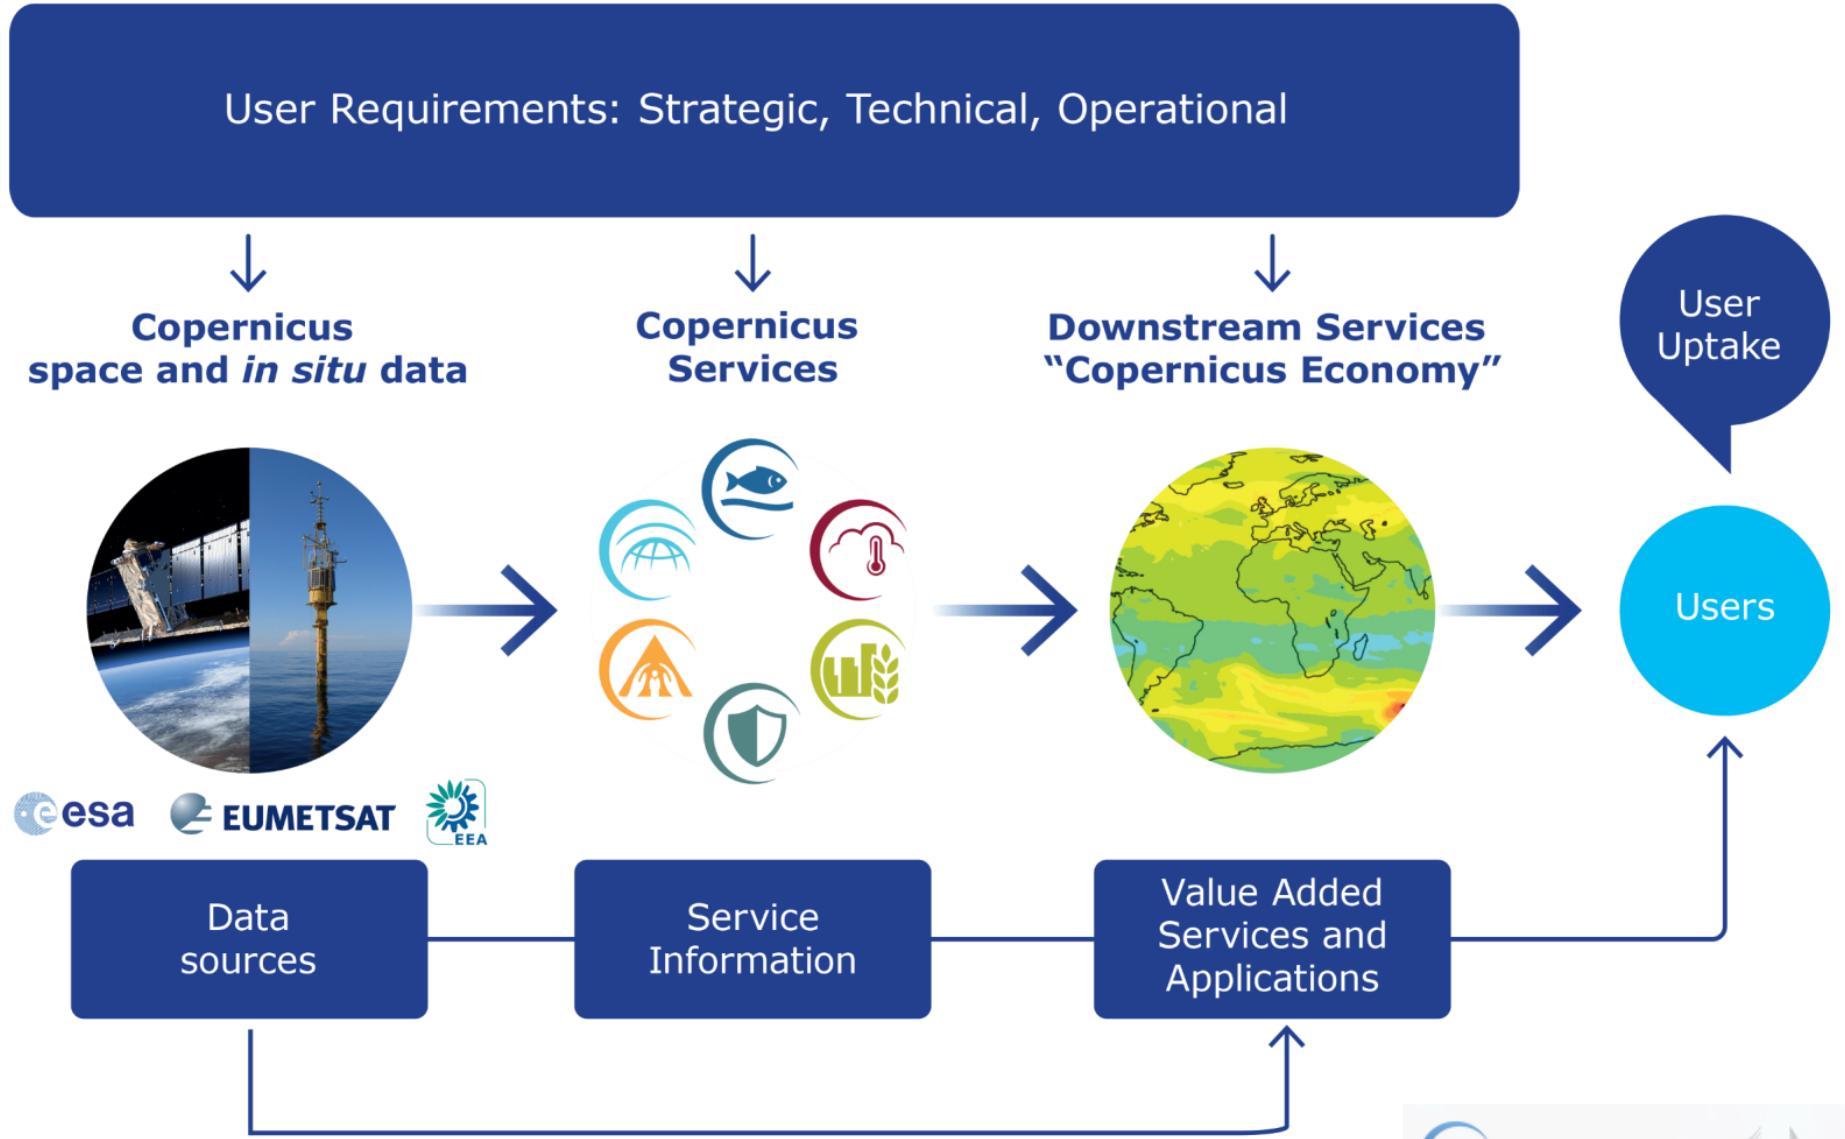 User Requirements: Strategic, Technical, Operational
Copernicus
space and in situ data
Copernicus
Services
Downstream Services
“Copernicus Economy”
User
Uptake
Users
esa
EUMETSAT
EEA
Data
sources
Service
Information
Value Added
Services and
Applications